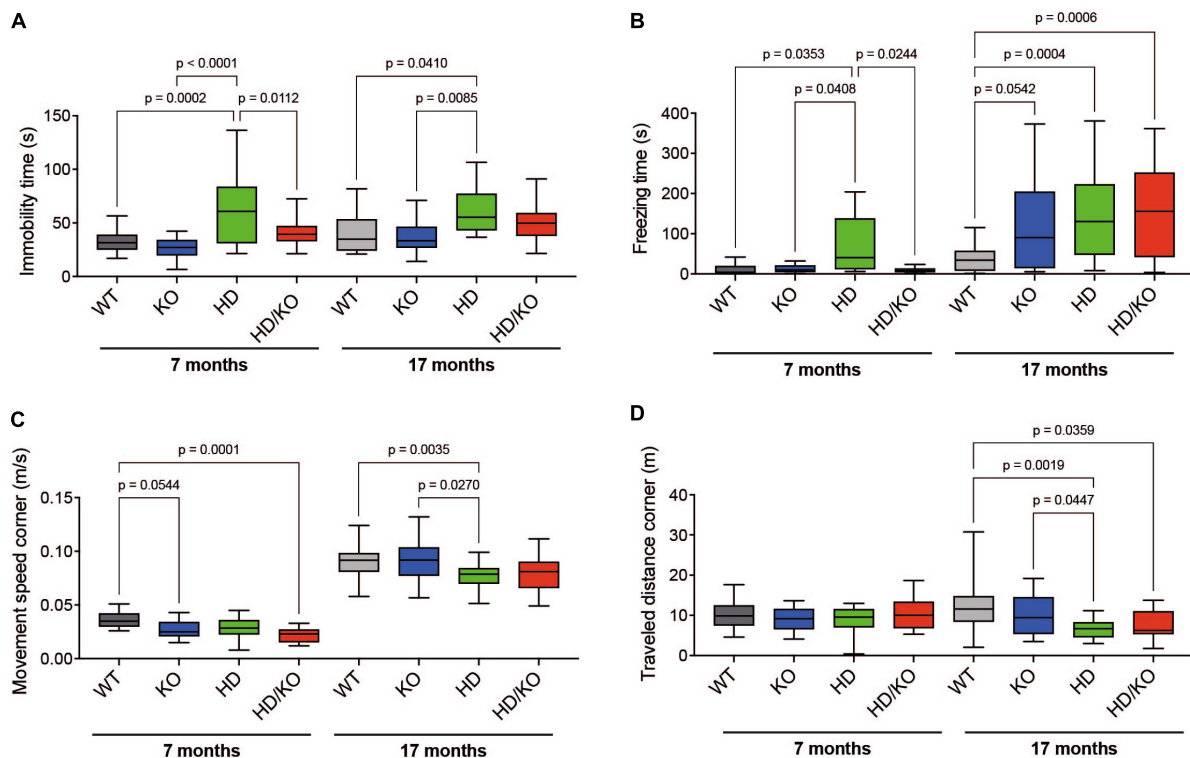 A
p < 0.0001
p = 0.0002
p = 0.0112
p = 0.0410
p = 0.0085
Immobility time (s)
150
100
50
0
WT
KO
HD
HD/KO
WT
KO
HD
HD/KO
7 months
17 months
B
p = 0.0006
p = 0.0353
p = 0.0244
p = 0.0004
p = 0.0408
p = 0.0542
Freezing time (s)
400
300
200
100
0
WT
KO
HD
HD/KO
WT
KO
HD
HD/KO
7 months
17 months
C
p = 0.0001
p = 0.0544
p = 0.0035
p = 0.0270
Movement speed corner (m/s)
0.15
0.10
0.05
0.00
WT
KO
HD
HD/KO
WT
KO
HD
HD/KO
7 months
17 months
D
p = 0.0359
p = 0.0019
p = 0.0447
Traveled distance corner (m)
40
30
20
10
0
WT
KO
HD
HD/KO
WT
KO
HD
HD/KO
7 months
17 months